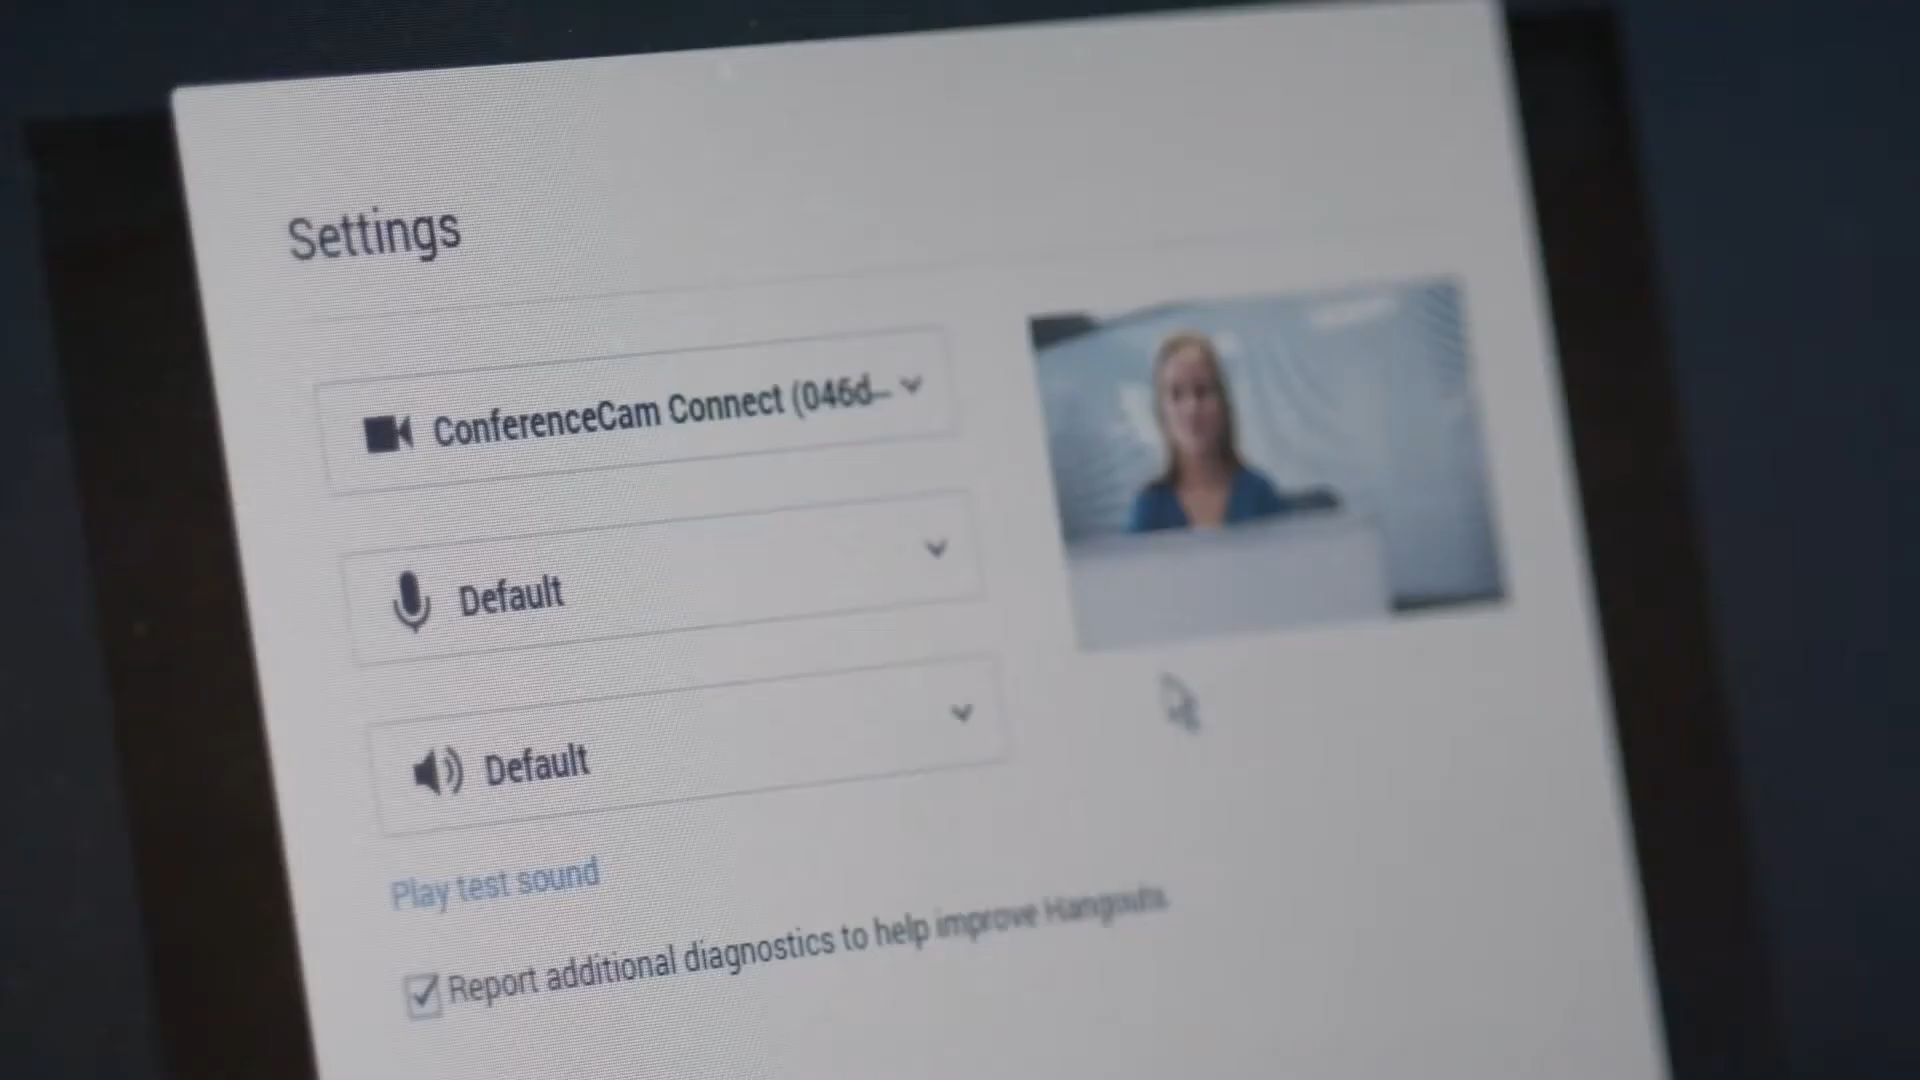 Settings
ConferenceCam Connect (046d...
Default
Default
Play test sound
Report additional diagnostics to help improve Hangouts.